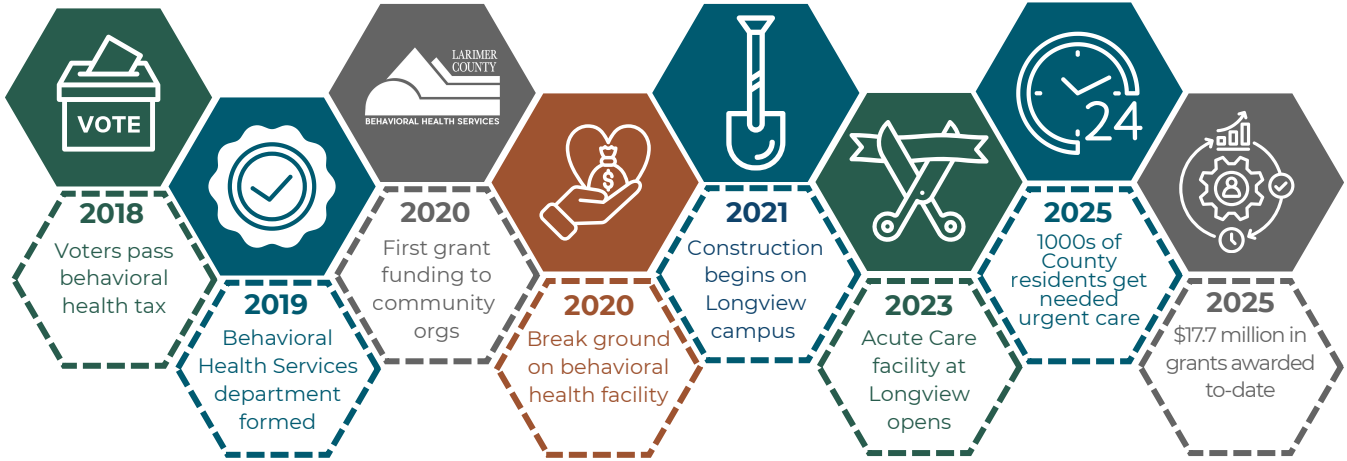 VOTE
2018
Voters pass
behavioral
health tax
2019
Behavioral
Health Services
department
formed
LARIMER
COUNTY
BEHAVIORAL HEALTH SERVICES
2020
First grant
funding to
community
orgs
$
2020
Break ground
on behavioral
health facility
2021
Construction
begins on
Longview
campus
2023
Acute Care
facility at
Longview
opens
24
2025
1000s of
County
residents get
needed
urgent care
2025
$17.7 million in
grants awarded
to-date